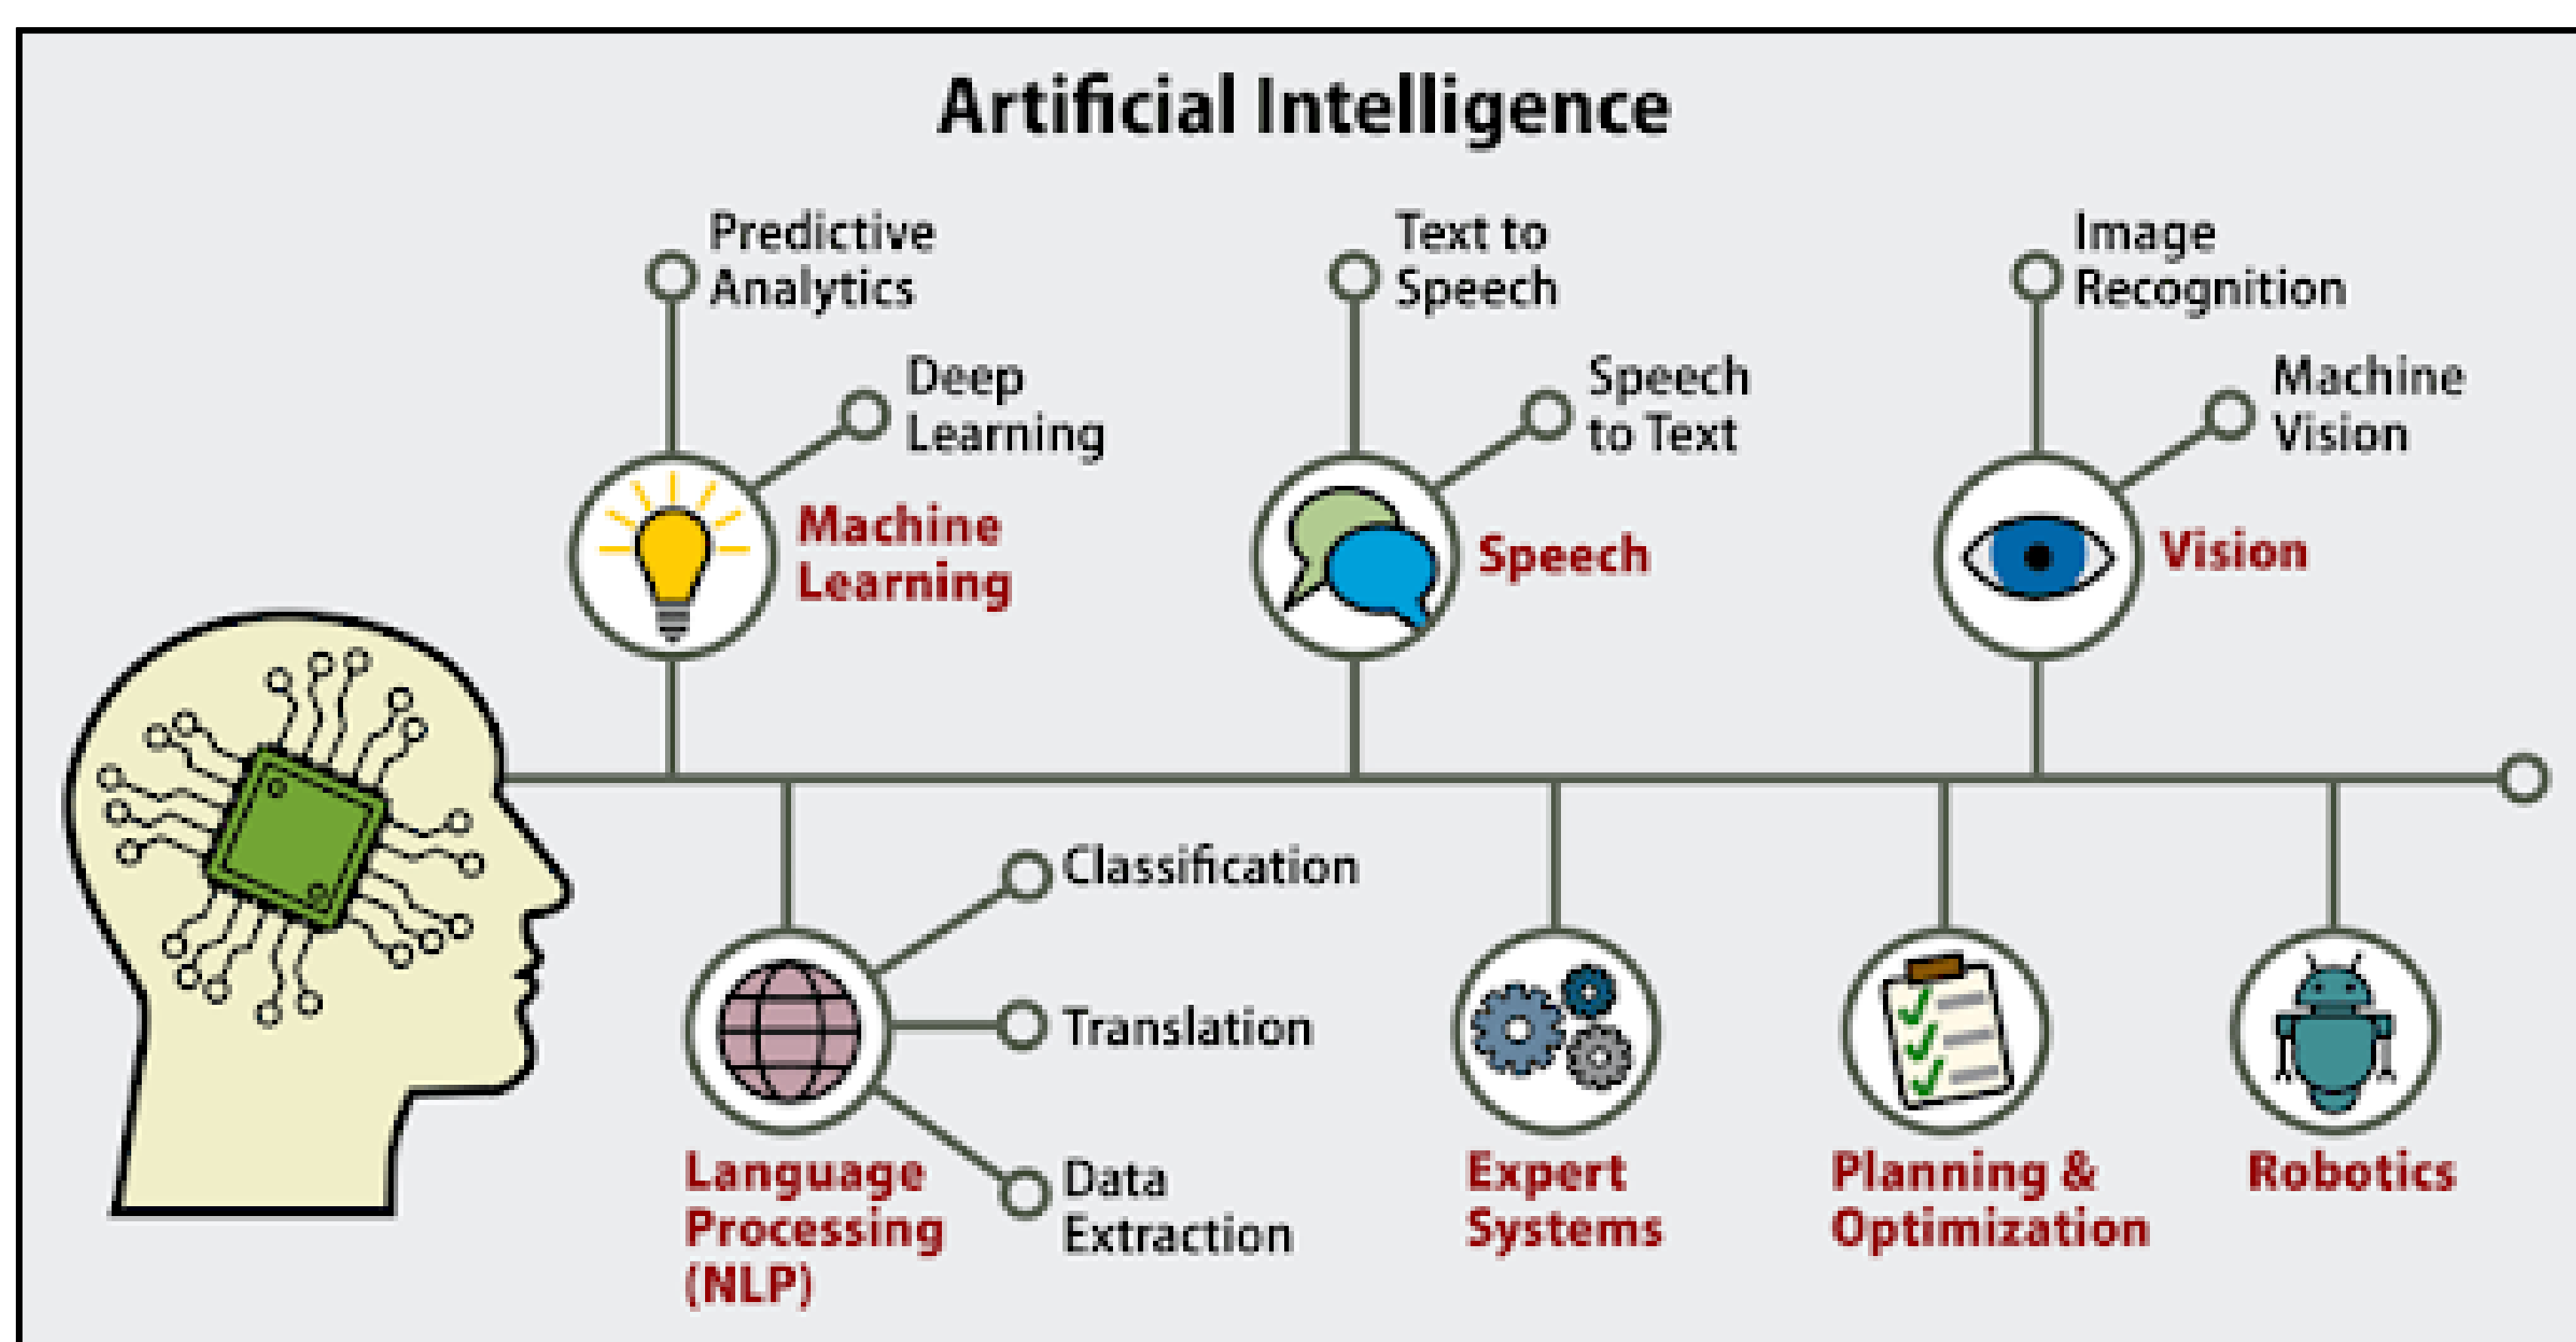 Artificial Intelligence
Predictive
Analytics
Deep
Learning
Machine
Learning
Text to
Speech
Speech
to Text
Speech
Image
Recognition
Machine
Vision
Vision
Classification
Translation
Data
Extraction
Language
Processing
(NLP)
Expert
Systems
Planning &
Optimization
Robotics